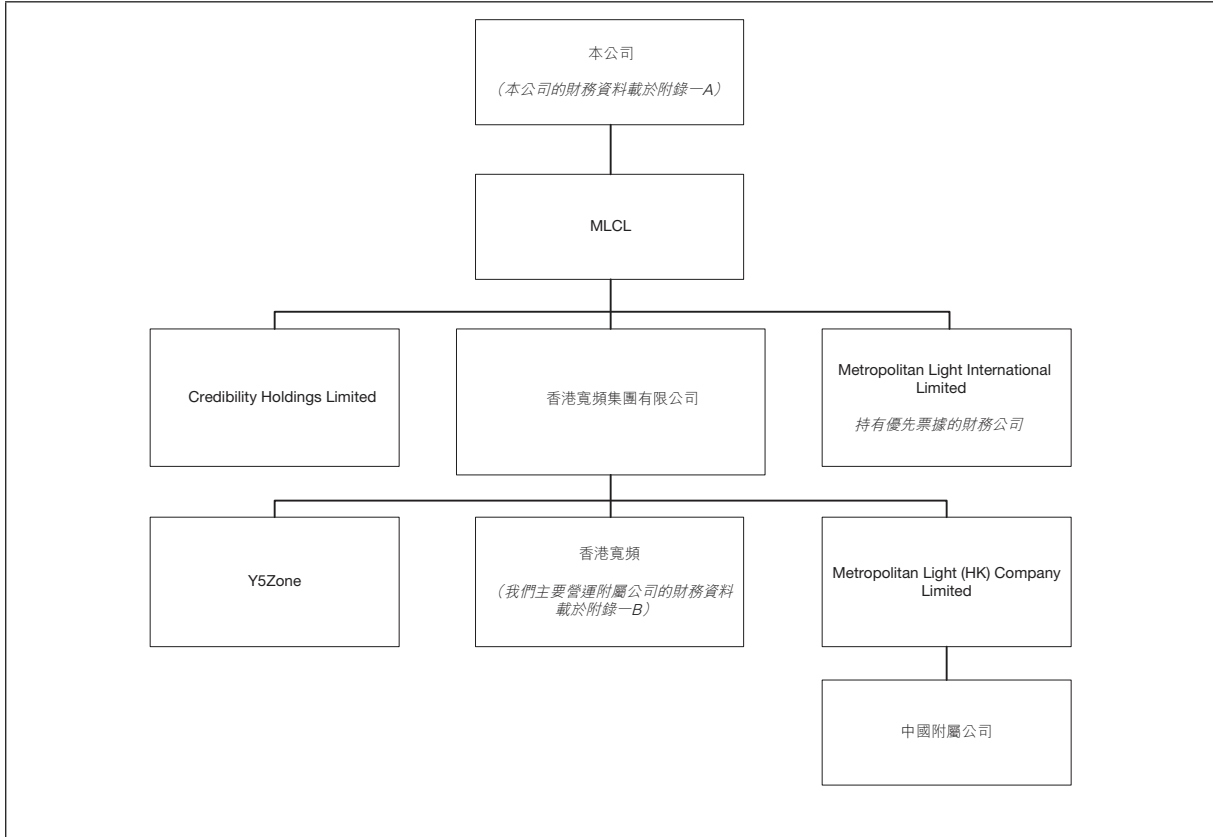 本公司
（本公司的財務資料載於附錄一A）
MLCL
Credibility Holdings Limited
香港寬頻集團有限公司
Metropolitan Light International
Limited
持有優先票據的財務公司
Y5Zone
香港寬頻
（我們主要營運附屬公司的財務資料
載於附錄一B）
Metropolitan Light (HK) Company
Limited
中國附屬公司